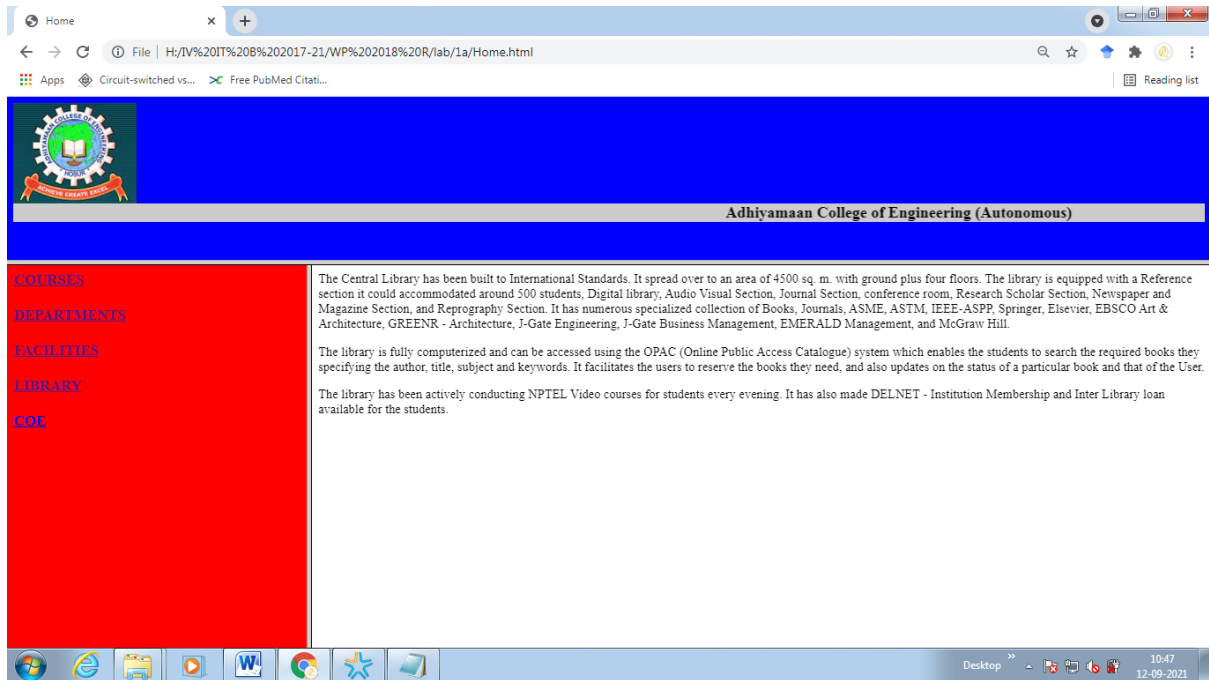 Home
File | H:/IV%20IT%20B%202017-21/WP%202018%20R/lab/1a/Home.html
Apps Circuit-switched vs... Free PubMed Citati... Reading list
COLLEGE OF ENGINEERING
ADHIYAMAAN
HOSUR
ACHIEVE CREATE EXCEL
Adhiyamaan College of Engineering (Autonomous)
COURSES
DEPARTMENTS
FACILITIES
LIBRARY
COE
The Central Library has been built to International Standards. It spread over to an area of 4500 sq. m. with ground plus four floors. The library is equipped with a Reference
section it could accommodated around 500 students, Digital library, Audio Visual Section, Journal Section, conference room, Research Scholar Section, Newspaper and
Magazine Section, and Reprography Section. It has numerous specialized collection of Books, Journals, ASME, ASTM, IEEE-ASPP, Springer, Elsevier, EBSCO Art &
Architecture, GREENR - Architecture, J-Gate Engineering, J-Gate Business Management, EMERALD Management, and McGraw Hill.
The library is fully computerized and can be accessed using the OPAC (Online Public Access Catalogue) system which enables the students to search the required books they
specifying the author, title, subject and keywords. It facilitates the users to reserve the books they need, and also updates on the status of a particular book and that of the User.
The library has been actively conducting NPTEL Video courses for students every evening. It has also made DELNET - Institution Membership and Inter Library loan
available for the students.
Desktop
10:47
12-09-2021